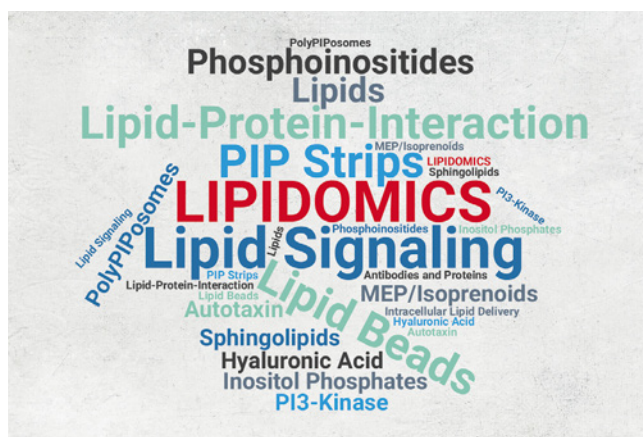 PolyPIPosomes
Phosphoinositides
Lipids
Lipid-Protein-Interaction
MEP/Isoprenoids
PIP Strips
LIPIDOMICS
Sphingolipids
LIPIDOMICS
PI3-Kinase
PolyPIPosomes
Lipid Signaling
Phosphoinositides
Inositol Phosphates
Lipids
Lipid Signaling
PIP Strips
Antibodies and Proteins
Lipid-Protein-Interaction
Lipid Beads
Lipid Beads
MEP/Isoprenoids
Autotaxin
Intracellular Lipid Delivery
Hyaluronic Acid
Autotaxin
Sphingolipids
Hyaluronic Acid
Inositol Phosphates
PI3-Kinase